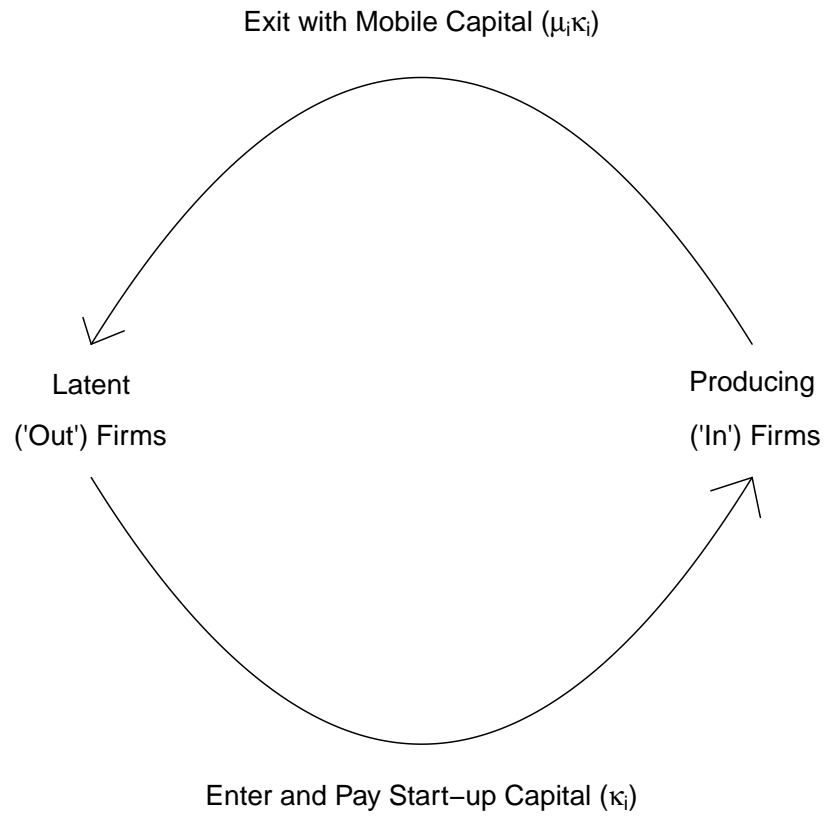 Exit with Mobile Capital (μᵢκᵢ)
Latent
('Out') Firms
Producing
('In') Firms
Enter and Pay Start−up Capital (κᵢ)